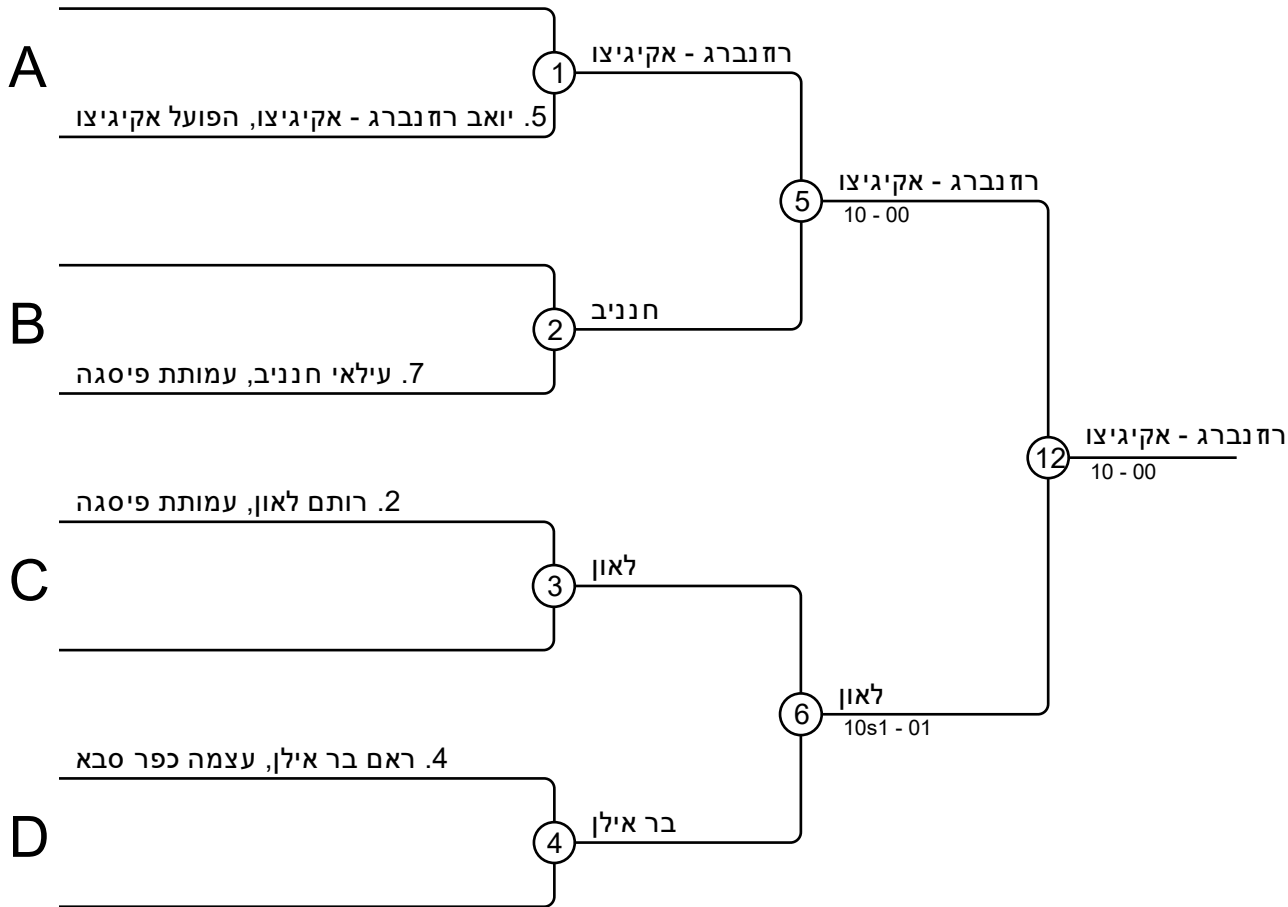 A
1
רוזנברג - אקיגיצו
5. יואב רוזנברג - אקיגיצו, הפועל אקיגיצו
5
רוזנברג - אקיגיצו
10 - 00
B
2
חנניב
7. עילאי חנניב, עמותת פיסגה
12
רוזנברג - אקיגיצו
10 - 00
2. רותם לאון, עמותת פיסגה
C
3
לאון
6
לאון
10s1 - 01
4. ראם בר אילן, עצמה כפר סבא
D
4
בר אילן